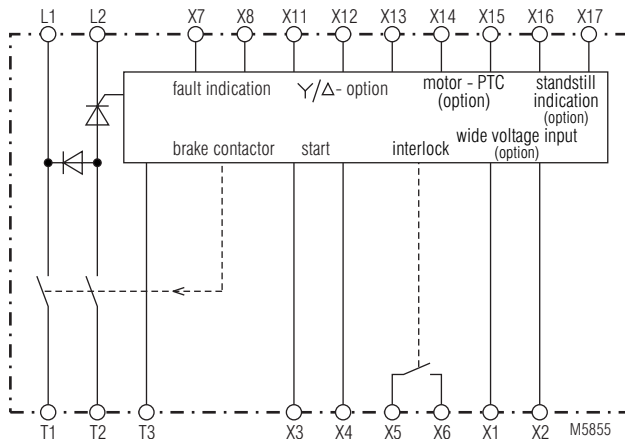 L1 L2 X7 X8 X11 X12 X13 X14 X15 X16 X17
fault indication
Y/Δ- option
motor - PTC
(option)
standstill
indication
(option)
brake contactor
start
interlock
wide voltage input
(option)
T1 T2 T3 X3 X4 X5 X6 X1 X2
M5855